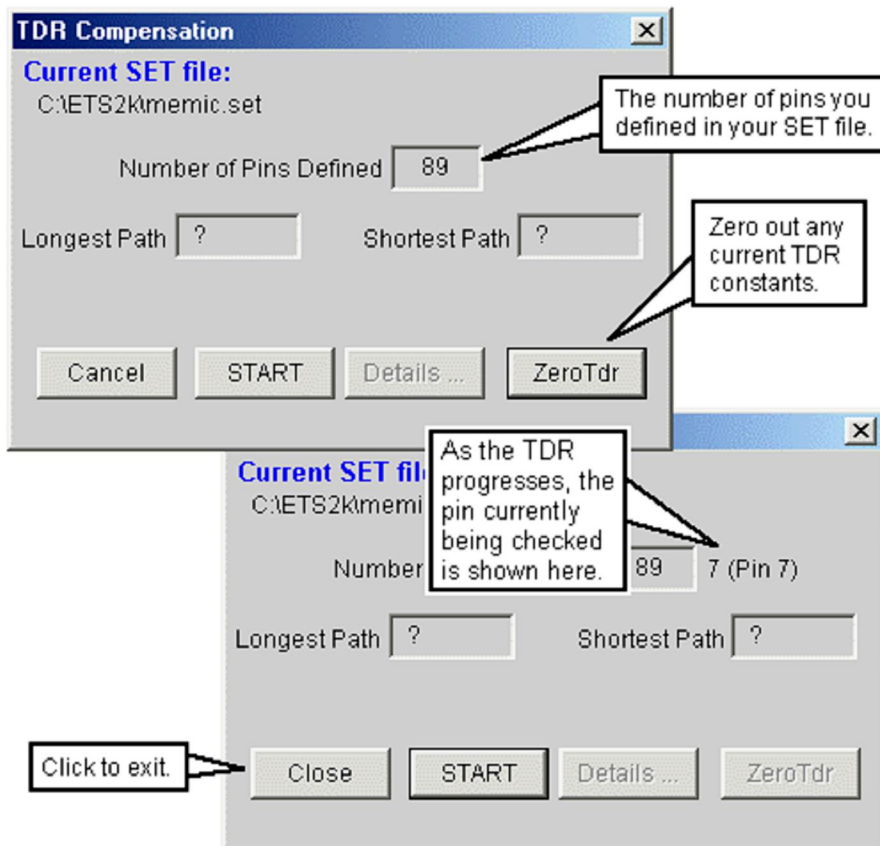 TDR Compensation
Current SET file:
C:\ETS2k\memic.set
The number of pins you
defined in your SET file.
Number of Pins Defined 89
Longest Path ? Shortest Path ?
Zero out any
current TDR
constants.
Cancel START Details ... ZeroTdr
As the TDR
progresses, the
pin currently
being checked
is shown here.
Current SET fil
C:\ETS2k\memi
Number 89 7 (Pin 7)
Longest Path ? Shortest Path ?
Click to exit.
Close START Details ... ZeroTdr